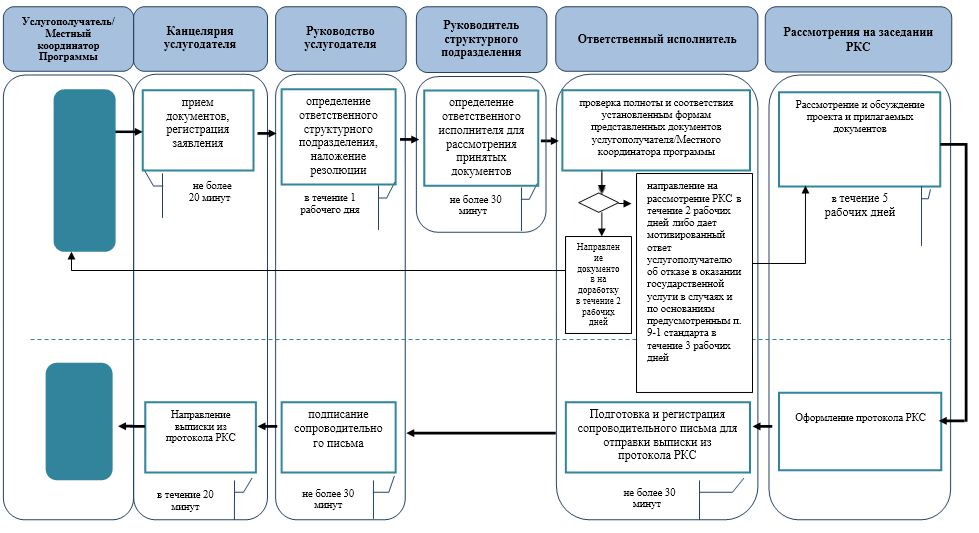 Услугополучатель/
Местный
координатор
Программы
Канцелярия
услугодателя
Руководство
услугодателя
Руководитель
структурного
подразделения
Ответственный исполнитель
Рассмотрения на заседании
РКС
прием
документов,
регистрация
заявления
не более
20 минут
определение
ответственного
структурного
подразделения,
наложение
резолюции
в течение 1
рабочего дня
определение
ответственного
исполнителя для
рассмотрения
принятых
документов
не более 30
минут
проверка полноты и соответствия
установленным формам
представленных документов
услугополучателя/Местного
координатора программы
Направлен
ие
документо
в на
доработку
в течение 2
рабочих
дней
направление на
рассмотрение РКС в
течение 2 рабочих
дней либо дает
мотивированный
ответ
услугополучателю
об отказе в оказании
государственной
услуги в случаях и
по основаниям
предусмотренным п.
9-1 стандарта в
течение 3 рабочих
дней
Рассмотрение и обсуждение
проекта и прилагаемых
документов
в течение 5
рабочих дней
Оформление протокола РКС
Подготовка и регистрация
сопроводительного письма для
отправки выписки из
протокола РКС
не более 30
минут
подписание
сопроводительно
го письма
не более 30
минут
Направление
выписки из
протокола РКС
в течение 20
минут